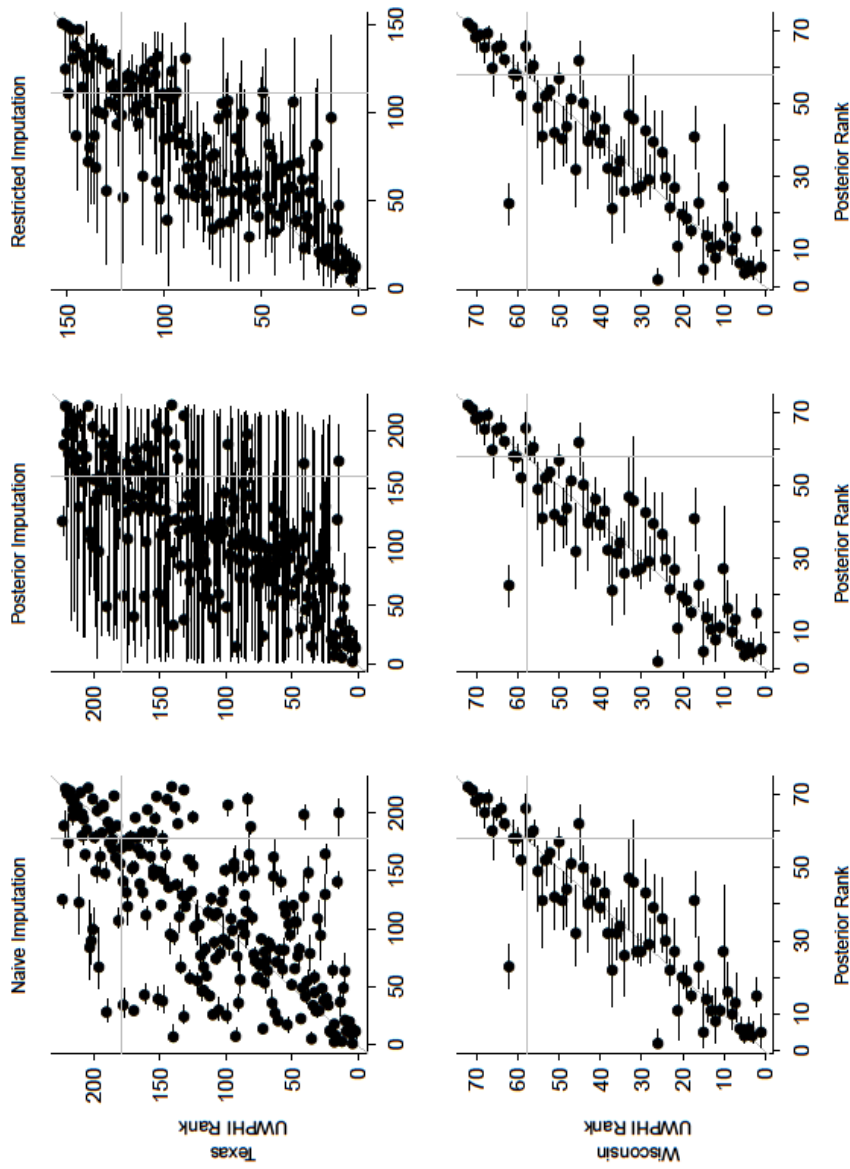 Naive Imputation
Posterior Imputation
Restricted Imputation
Texas
UWPHI Rank
200
150
100
50
0
0 50 100 150 200
200
150
100
50
0
0 50 100 150 200
150
100
50
0
0 50 100 150
Wisconsin
UWPHI Rank
70
60
50
40
30
20
10
0
0 10 30 50 70
Posterior Rank
70
60
50
40
30
20
10
0
0 10 30 50 70
Posterior Rank
70
60
50
40
30
20
10
0
0 10 30 50 70
Posterior Rank